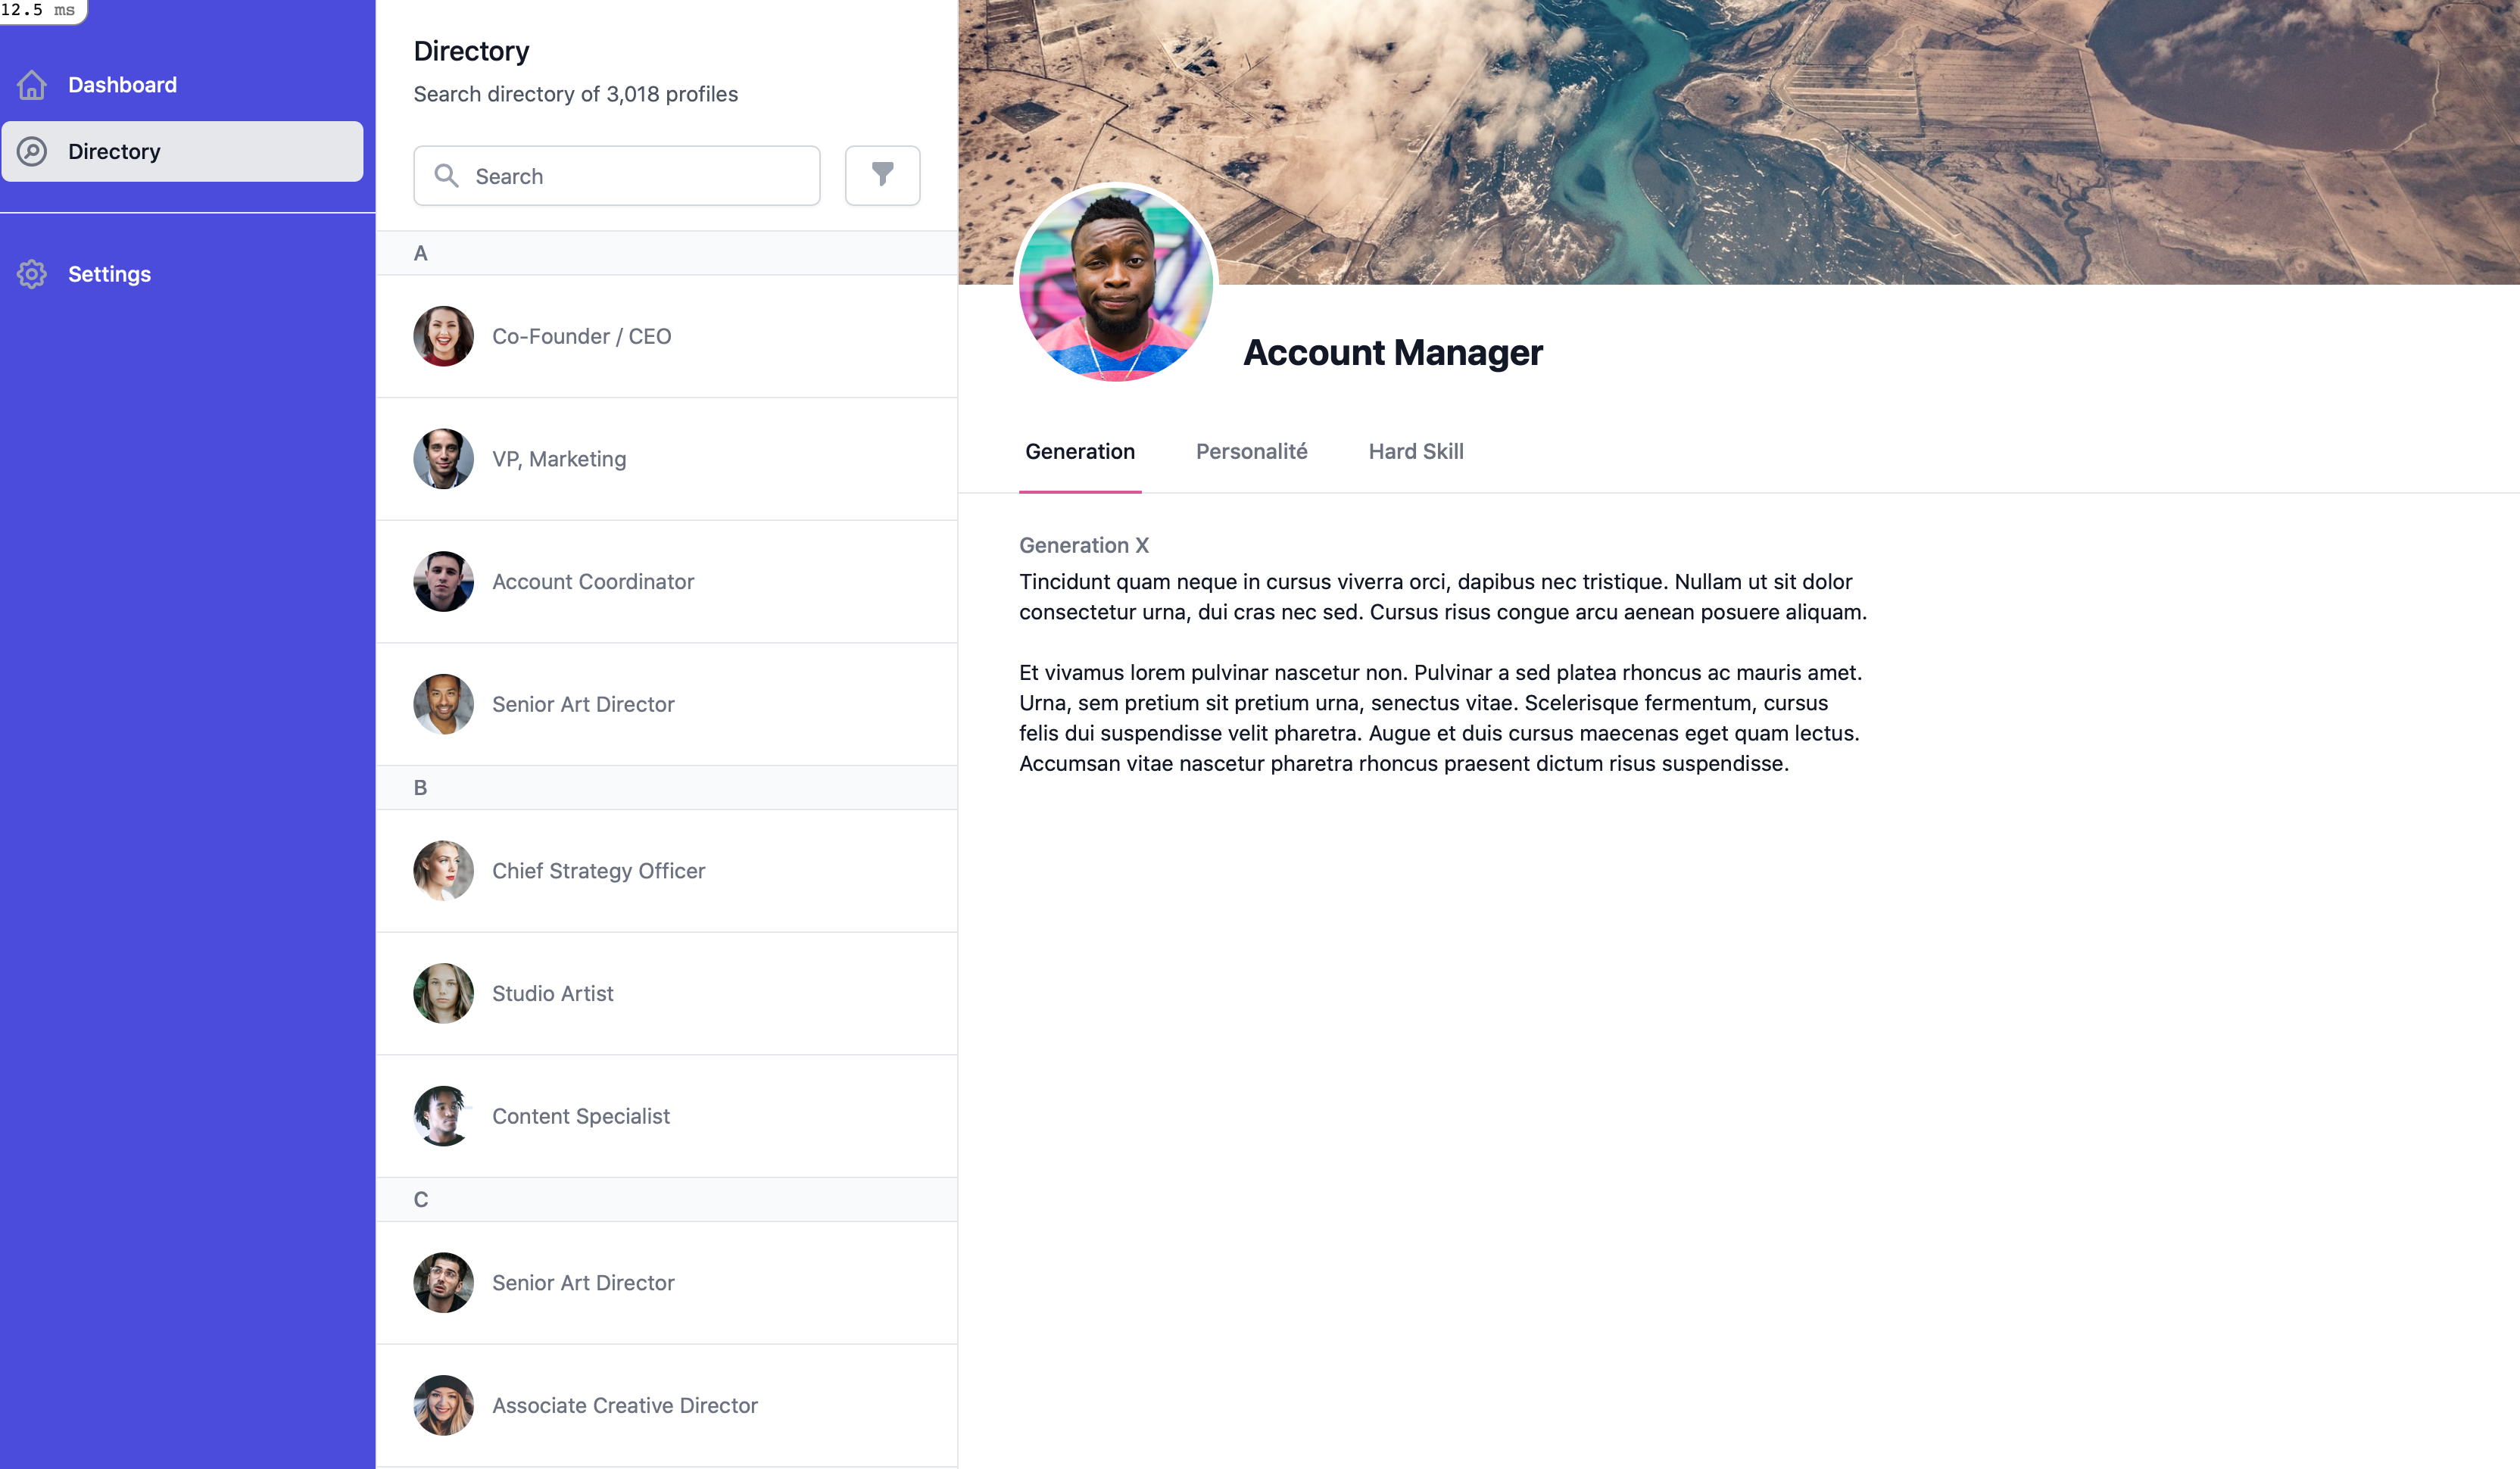 12.5 ms
Dashboard
Directory
Settings
Directory
Search directory of 3,018 profiles
Search
A
Co-Founder / CEO
VP, Marketing
Account Coordinator
Senior Art Director
B
Chief Strategy Officer
Studio Artist
Content Specialist
C
Senior Art Director
Associate Creative Director
Account Manager
Generation
Personalité
Hard Skill
Generation X
Tincidunt quam neque in cursus viverra orci, dapibus nec tristique. Nullam ut sit dolor
consectetur urna, dui cras nec sed. Cursus risus congue arcu aenean posuere aliquam.
Et vivamus lorem pulvinar nascetur non. Pulvinar a sed platea rhoncus ac mauris amet.
Urna, sem pretium sit pretium urna, senectus vitae. Scelerisque fermentum, cursus
felis dui suspendisse velit pharetra. Augue et duis cursus maecenas eget quam lectus.
Accumsan vitae nascetur pharetra rhoncus praesent dictum risus suspendisse.